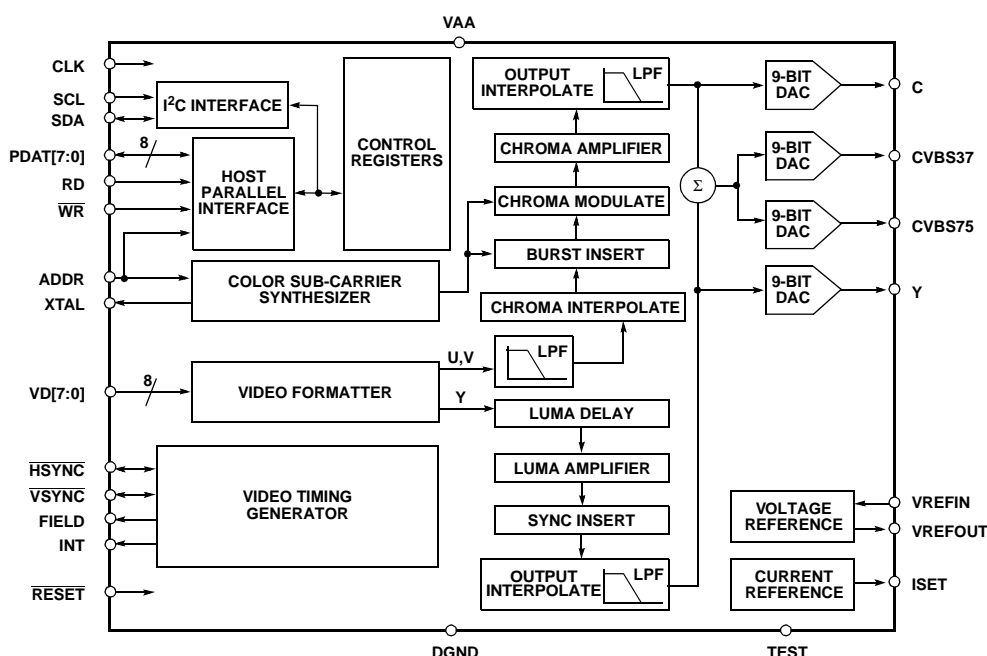 VAA
CLK
SCL
SDA
PDAT[7:0]
8
RD
WR
ADDR
XTAL
VD[7:0]
8
HSYNC
VSYNC
FIELD
INT
RESET
I²C INTERFACE
HOST
PARALLEL
INTERFACE
CONTROL
REGISTERS
COLOR SUB-CARRIER
SYNTHESIZER
VIDEO FORMATTER
U,V
Y
VIDEO TIMING
GENERATOR
OUTPUT
INTERPOLATE
LPF
CHROMA AMPLIFIER
CHROMA MODULATE
BURST INSERT
CHROMA INTERPOLATE
LPF
LUMA DELAY
LUMA AMPLIFIER
SYNC INSERT
OUTPUT
INTERPOLATE
LPF
Σ
9-BIT
DAC
9-BIT
DAC
9-BIT
DAC
9-BIT
DAC
C
CVBS37
CVBS75
Y
VOLTAGE
REFERENCE
VREFIN
VREFOUT
CURRENT
REFERENCE
ISET
DGND
TEST